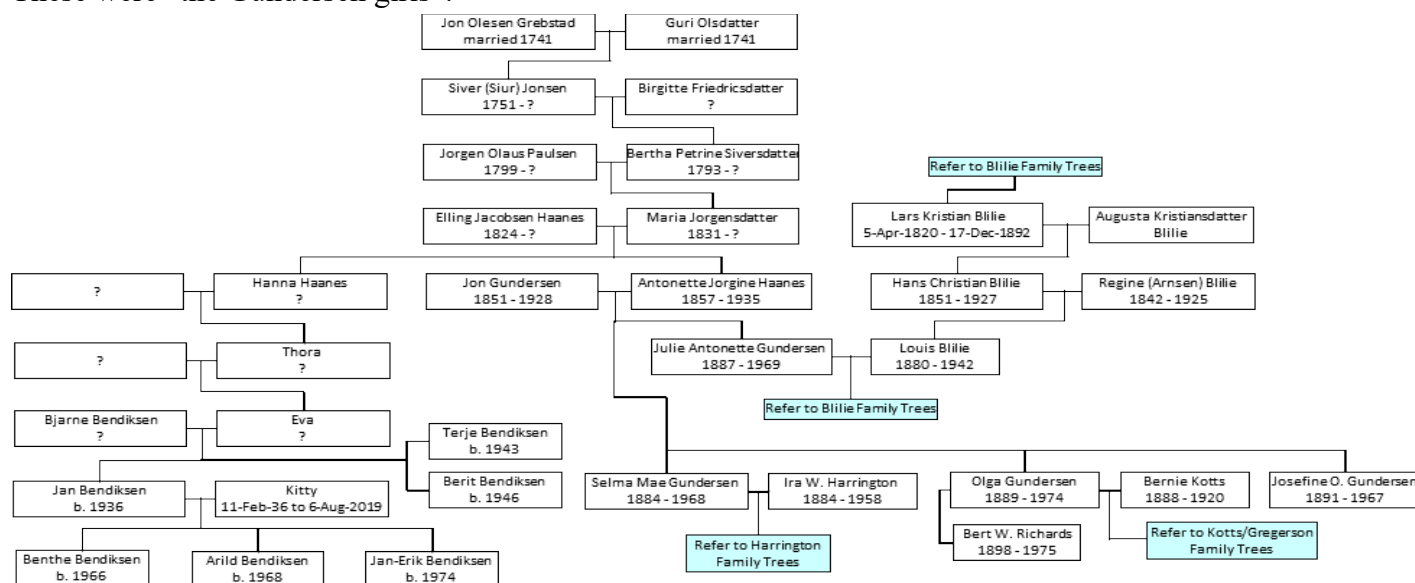 Jon Olesen Grebstad
married 1741
Guri Olsdatter
married 1741
Siver (Siur) Jonsen
1751 - ?
Birgitte Friedricsdatter
?
Jorgen Olaus Paulsen
1799 - ?
Bertha Petrine Siversdatter
1793 - ?
Refer to Blilie Family Trees
Elling Jacobsen Haanes
1824 - ?
Maria Jorgensdatter
1831 - ?
Lars Kristian Blilie
5-Apr-1820 - 17-Dec-1892
Augusta Kristiansdatter
Blilie
?
Hanna Haanes
?
Jon Gundersen
1851 - 1928
Antonette Jorgine Haanes
1857 - 1935
Hans Christian Blilie
1851 - 1927
Regine (Arnsen) Blilie
1842 - 1925
?
Thora
?
Julie Antonette Gundersen
1887 - 1969
Louis Blilie
1880 - 1942
Refer to Blilie Family Trees
Bjarne Bendiksen
?
Eva
?
Terje Bendiksen
b. 1943
Berit Bendiksen
b. 1946
Jan Bendiksen
b. 1936
Kitty
11-Feb-36 to 6-Aug-2019
Selma Mae Gundersen
1884 - 1968
Ira W. Harrington
1884 - 1958
Olga Gundersen
1889 - 1974
Bernie Kotts
1888 - 1920
Josefine O. Gundersen
1891 - 1967
Refer to Harrington
Family Trees
Bert W. Richards
1898 - 1975
Refer to Kotts/Gregerson
Family Trees
Benthe Bendiksen
b. 1966
Arild Bendiksen
b. 1968
Jan-Erik Bendiksen
b. 1974